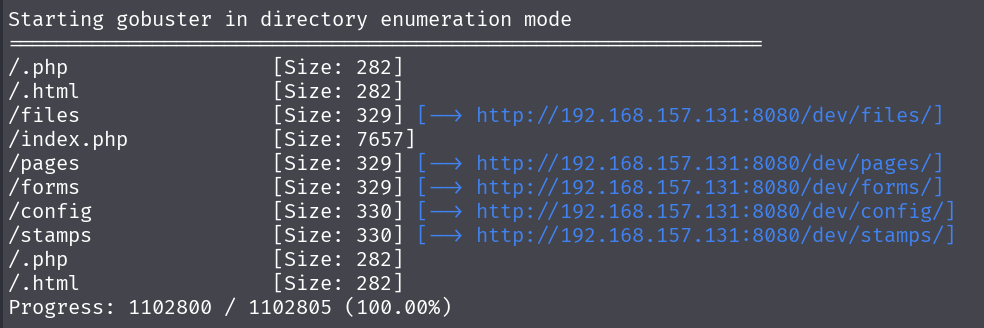 Starting gobuster in directory enumeration mode
===============================================================
/.php                 [Size: 282]
/.html                [Size: 282]
/files                [Size: 329] [--> http://192.168.157.131:8080/dev/files/]
/index.php            [Size: 7657]
/pages                [Size: 329] [--> http://192.168.157.131:8080/dev/pages/]
/forms                [Size: 329] [--> http://192.168.157.131:8080/dev/forms/]
/config               [Size: 330] [--> http://192.168.157.131:8080/dev/config/]
/stamps               [Size: 330] [--> http://192.168.157.131:8080/dev/stamps/]
/.php                 [Size: 282]
/.html                [Size: 282]
Progress: 1102800 / 1102805 (100.00%)